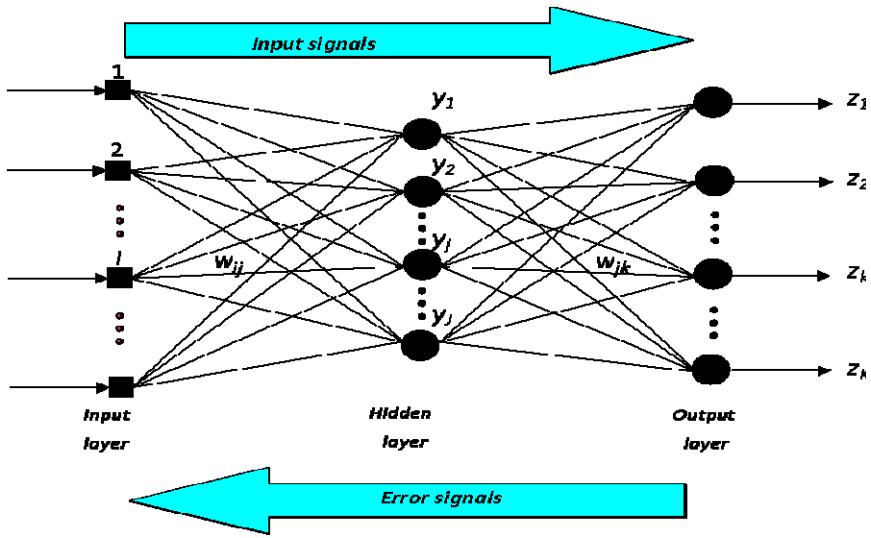 Input signals
1
y1
z1
2
y2
z2
i
wij
yj
wjk
zk
yJ
zk
Input layer
Hidden layer
Output layer
Error signals